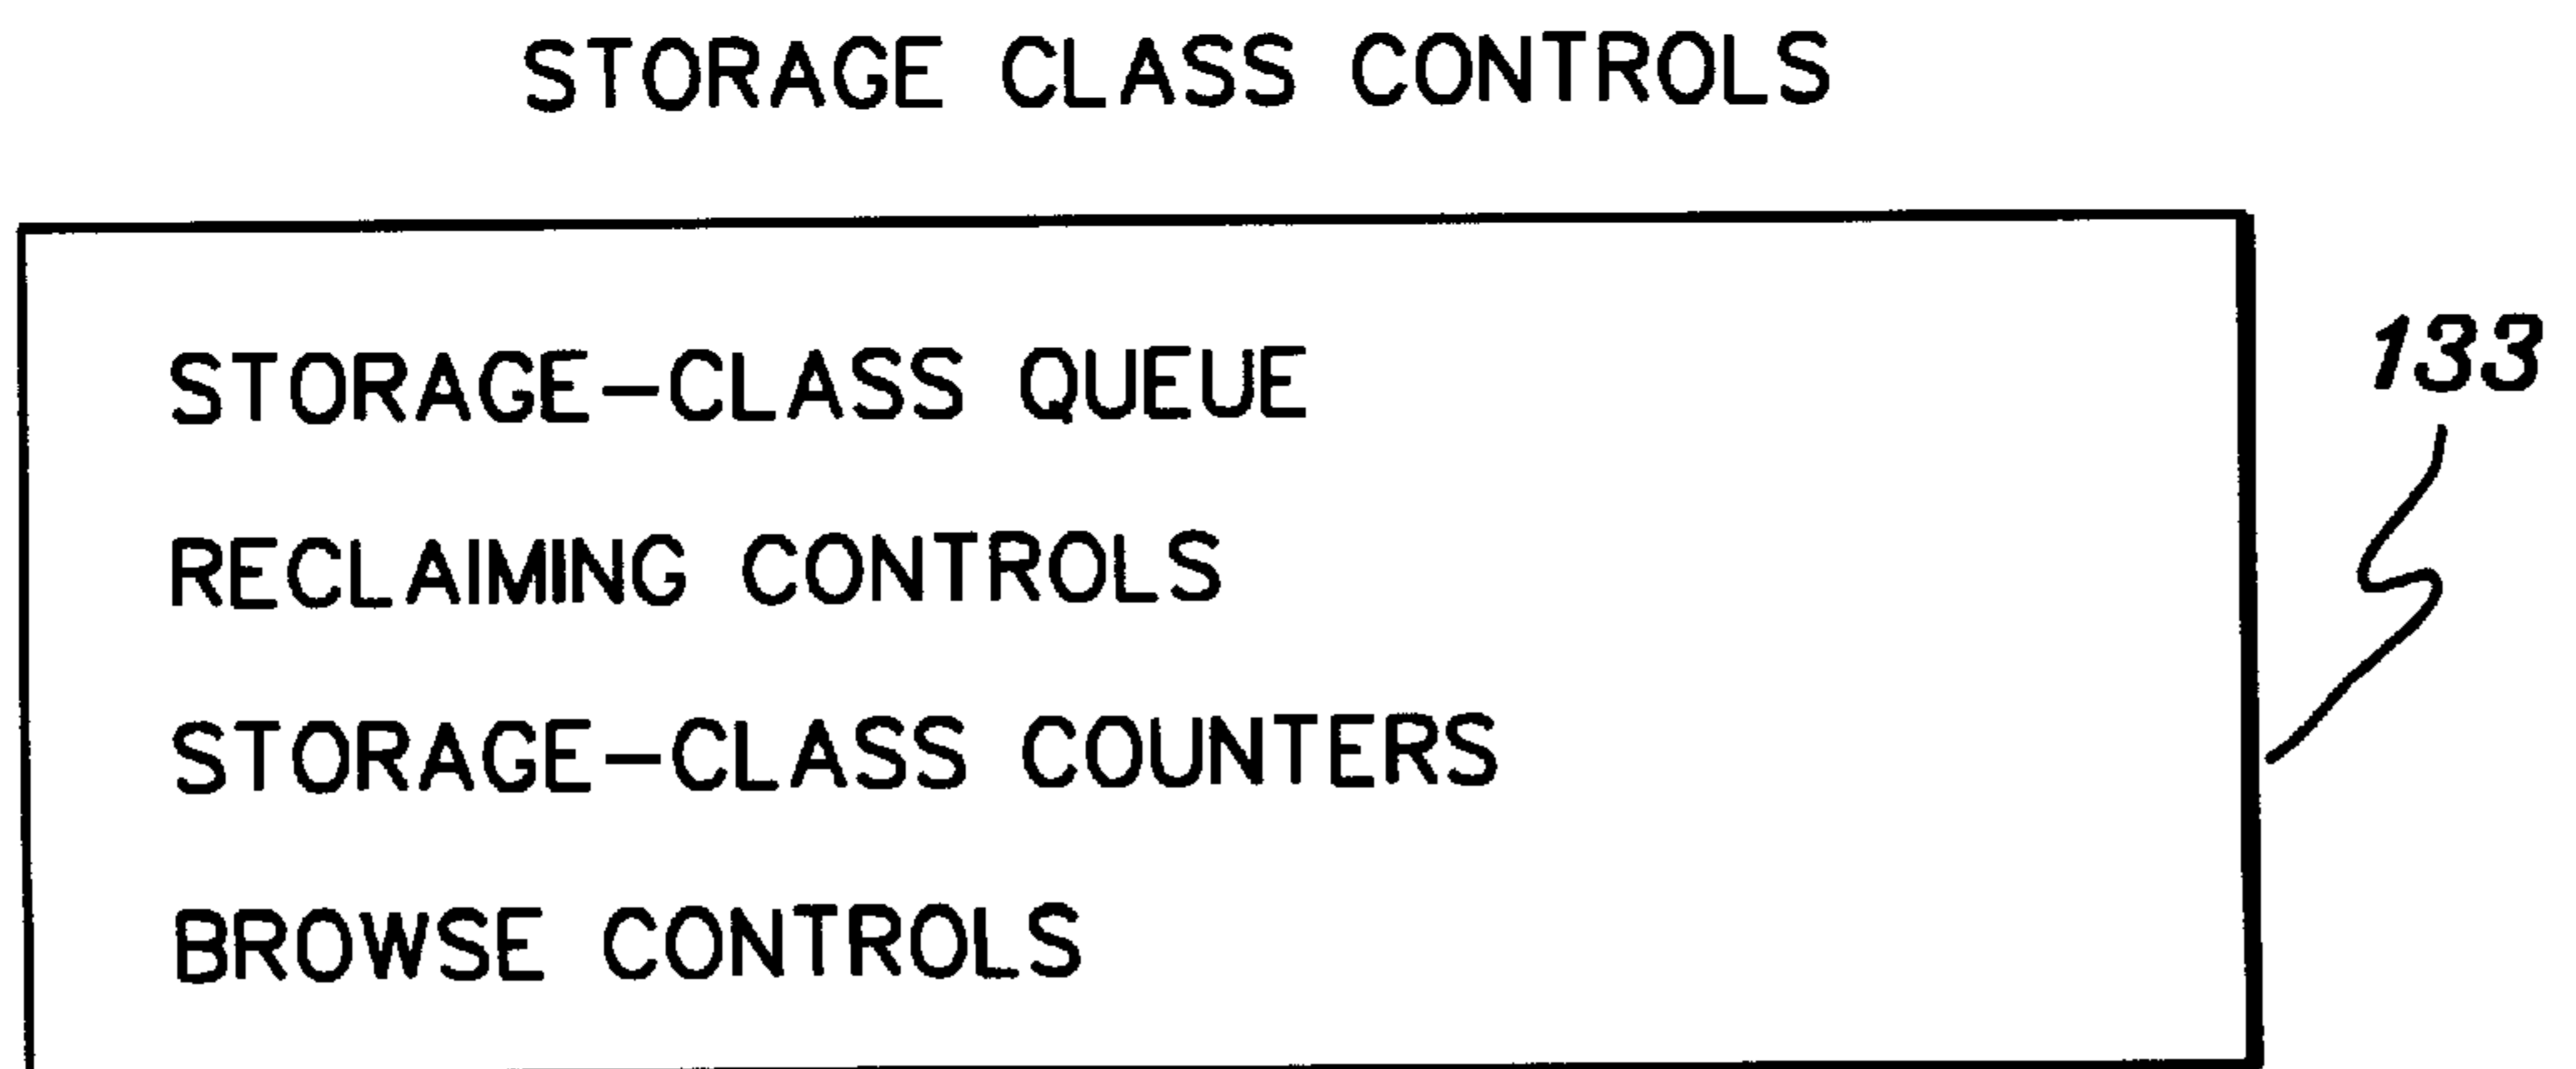 STORAGE CLASS CONTROLS
STORAGE-CLASS QUEUE
133
RECLAIMING CONTROLS
STORAGE-CLASS COUNTERS
BROWSE CONTROLS